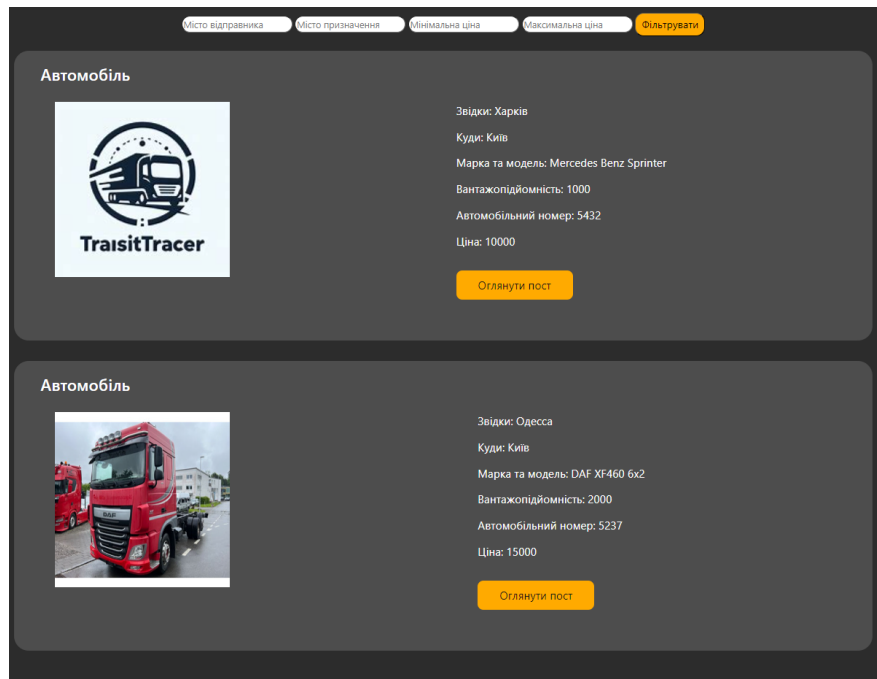 Місто відправника Місто призначення Мінімальна ціна Максимальна ціна Фільтрувати
Автомобіль
TraısitTracer
Звідки: Харків
Куди: Київ
Марка та модель: Mercedes Benz Sprinter
Вантажопідйомність: 1000
Автомобільний номер: 5432
Ціна: 10000
Оглянути пост
Автомобіль
DAF
Звідки: Одесса
Куди: Київ
Марка та модель: DAF XF460 6x2
Вантажопідйомність: 2000
Автомобільний номер: 5237
Ціна: 15000
Оглянути пост